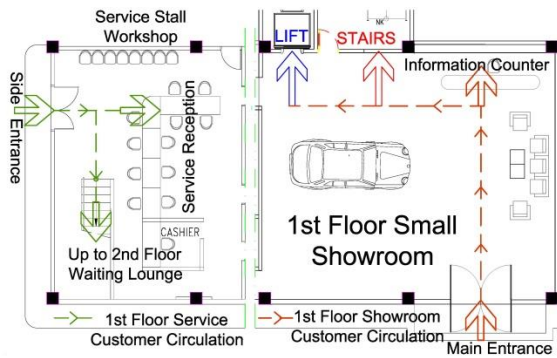 Service Stall
Workshop
LIFT
STAIRS
NK
Information Counter
Side Entrance
Service Reception
CASHIER
Up to 2nd Floor
Waiting Lounge
1st Floor Small
Showroom
1st Floor Service
Customer Circulation
1st Floor Showroom
Customer Circulation
Main Entrance